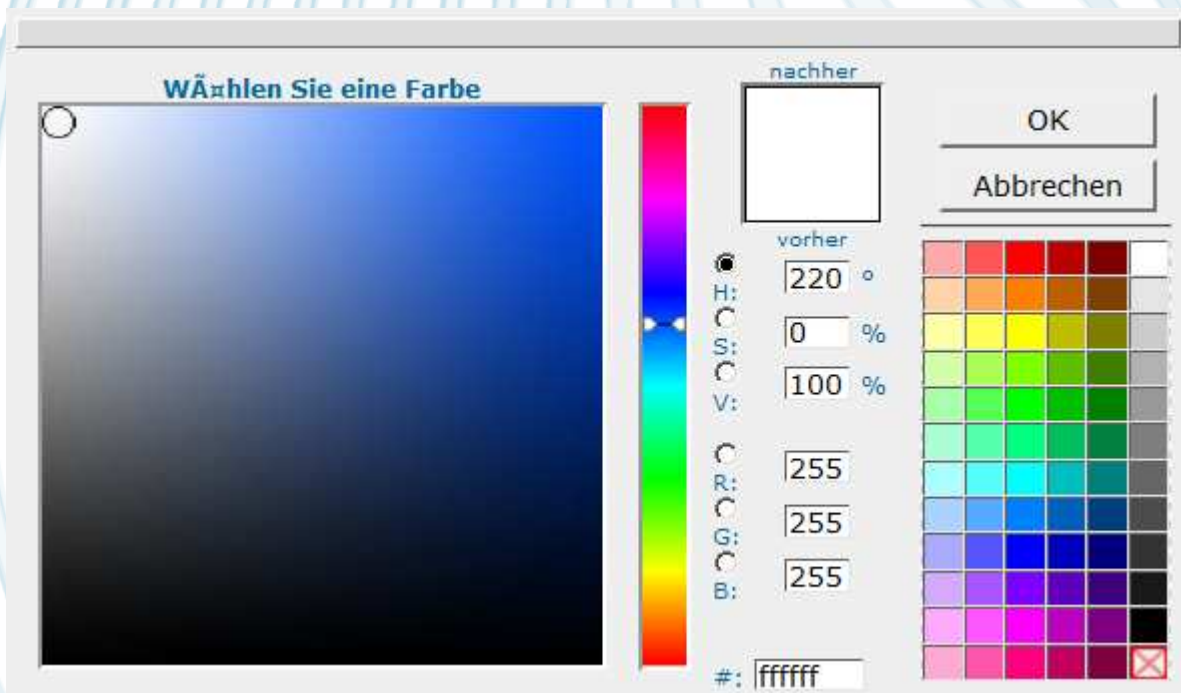 WÃ¤hlen Sie eine Farbe
nachher
vorher
OK
Abbrechen
H: 220 °
S: 0 %
V: 100 %
R: 255
G: 255
B: 255
#: ffffff